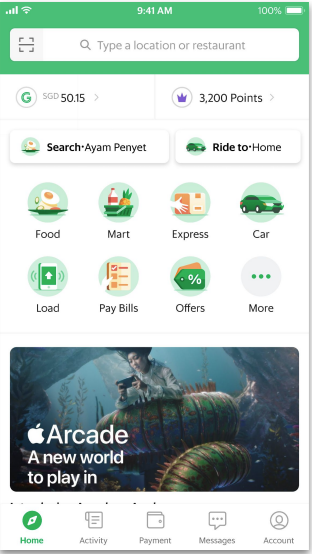 9:41 AM
100%
Type a location or restaurant
SGD 50.15
3,200 Points
Search·Ayam Penyet
Ride to·Home
Food
Mart
Express
Car
Load
Pay Bills
Offers
More
Arcade
A new world
to play in
Home
Activity
Payment
Messages
Account